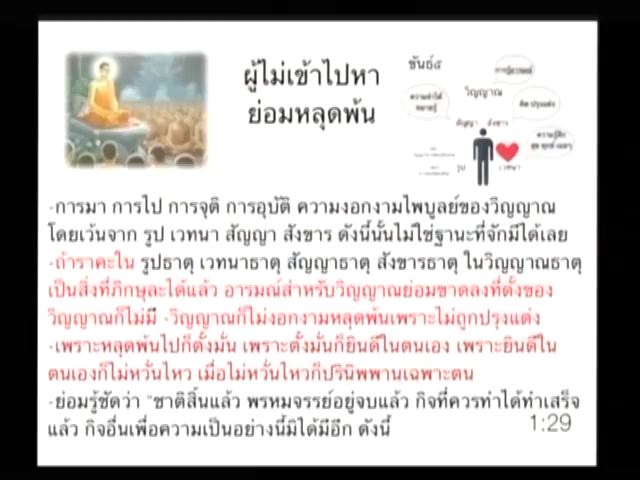 ผู้ไม่เข้าไปหา
ย่อมหลุดพ้น
ขันธ์๕
วิญญาณ
คิด ปรุงแต่ง
สัญญา สังขาร
รูป
เวทนา
-การมา การไป การจุติ การอุบัติ ความงอกงามไพบูลย์ของวิญญาณ
โดยเว้นจาก รูป เวทนา สัญญา สังขาร ดังนี้นั้นไม่ใช่ฐานะที่จักมีได้เลย
-ถ้าราคะใน รูปธาตุ เวทนาธาตุ สัญญาธาตุ สังขารธาตุ ในวิญญาณธาตุ
เป็นสิ่งที่ภิกษุละได้แล้ว อารมณ์สำหรับวิญญาณย่อมขาดลงที่ตั้งของ
วิญญาณก็ไม่มี -วิญญาณก็ไม่งอกงามหลุดพ้นเพราะไม่ถูกปรุงแต่ง
-เพราะหลุดพ้นไปก็ตั้งมั่น เพราะตั้งมั่นก็ยินดีในตนเอง เพราะยินดีใน
ตนเองก็ไม่หวั่นไหว เมื่อไม่หวั่นไหวก็ปรินิพพานเฉพาะตน
-ย่อมรู้ชัดว่า "ชาติสิ้นแล้ว พรหมจรรย์อยู่จบแล้ว กิจที่ควรทำได้ทำเสร็จ
แล้ว กิจอื่นเพื่อความเป็นอย่างนี้มิได้มีอีก ดังนี้
1:29